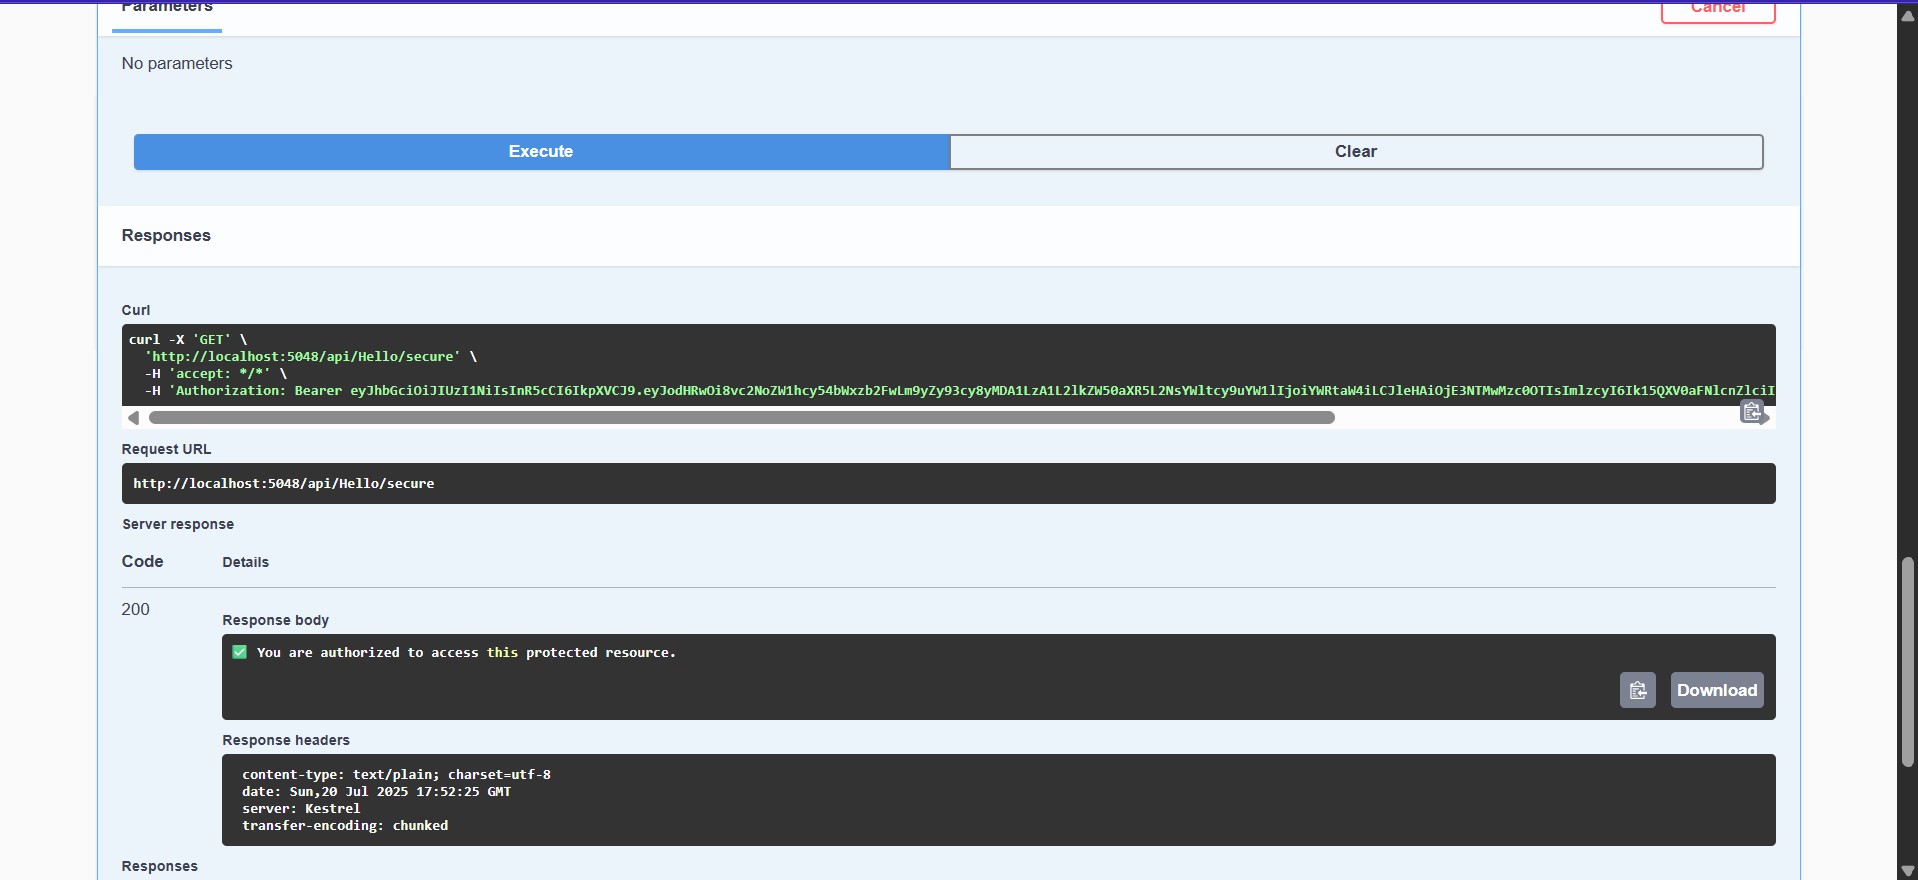 Parameters
Cancel
No parameters
Execute
Clear
Responses
Curl
curl -X 'GET' \
'http://localhost:5048/api/Hello/secure' \
-H 'accept: */*' \
-H 'Authorization: Bearer eyJhbGciOiJIUzI1NiIsInR5cCI6IkpXVCJ9.eyJodHRwOi8vc2NoZW1hcy54bWxzb2FwLm9yZy93cy8yMDA1LzA1L2lkZW50aXR5L2NsYWltcy9uYW1lIjoiYWRtaW4iLCJleHAiOjE3NTMwMzc0OTIsImlzcyI6Ik15QXV0aFNlcnZlciI
Request URL
http://localhost:5048/api/Hello/secure
Server response
Code
Details
200
Response body
✅ You are authorized to access this protected resource.
Download
Response headers
content-type: text/plain; charset=utf-8
date: Sun,20 Jul 2025 17:52:25 GMT
server: Kestrel
transfer-encoding: chunked
Responses